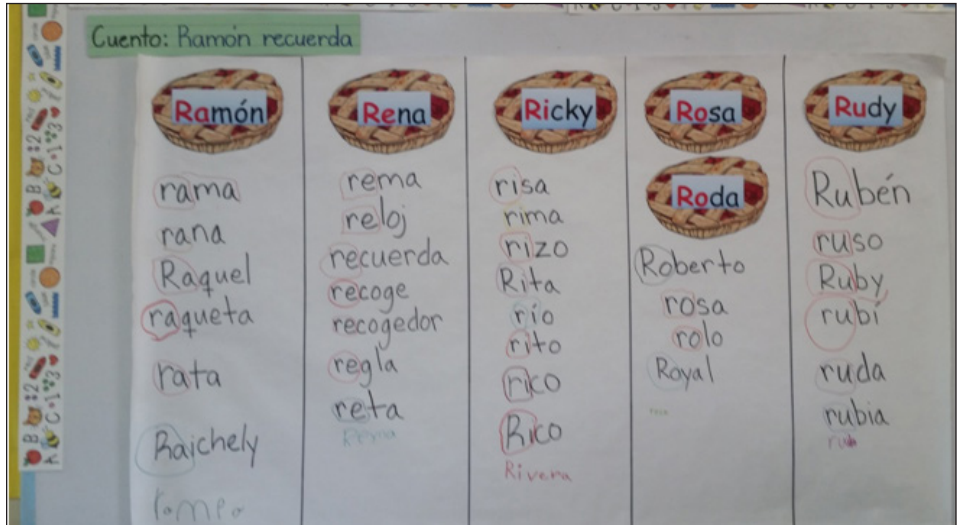 Cuento: Ramón recuerda
Ramón
rama
rana
Raquel
raqueta
rata
Raichely
Rena
rema
reloj
recuerda
recoge
recogedor
regla
reta
Reyna
Ricky
risa
rima
rizo
Rita
río
rito
rico
Rico
Rivera
Rosa
Roda
Roberto
rosa
rolo
Royal
Rudy
Rubén
ruso
Ruby
rubí
ruda
rubia